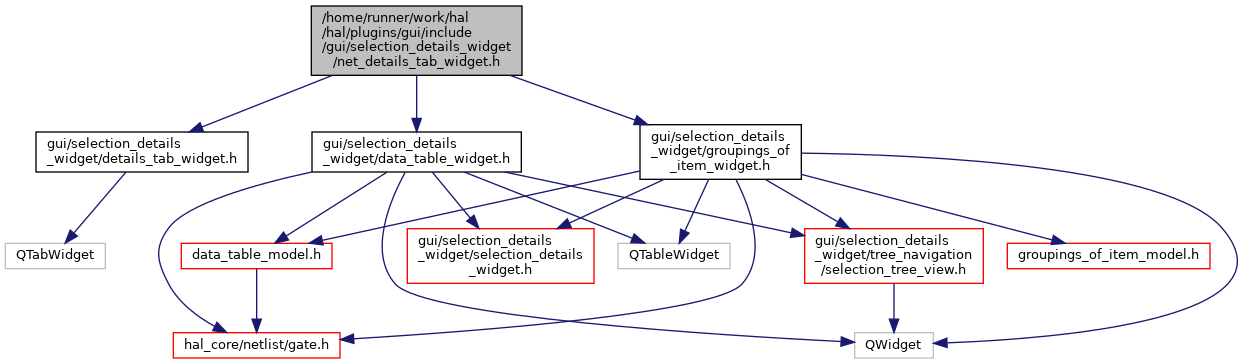 /home/runner/work/hal
/hal/plugins/gui/include
/gui/selection_details_widget
/net_details_tab_widget.h
gui/selection_details
_widget/details_tab_widget.h
gui/selection_details
_widget/data_table_widget.h
gui/selection_details
_widget/groupings_of
_item_widget.h
QTabWidget
data_table_model.h
gui/selection_details
_widget/selection_details
_widget.h
QTableWidget
gui/selection_details
_widget/tree_navigation
/selection_tree_view.h
groupings_of_item_model.h
hal_core/netlist/gate.h
QWidget